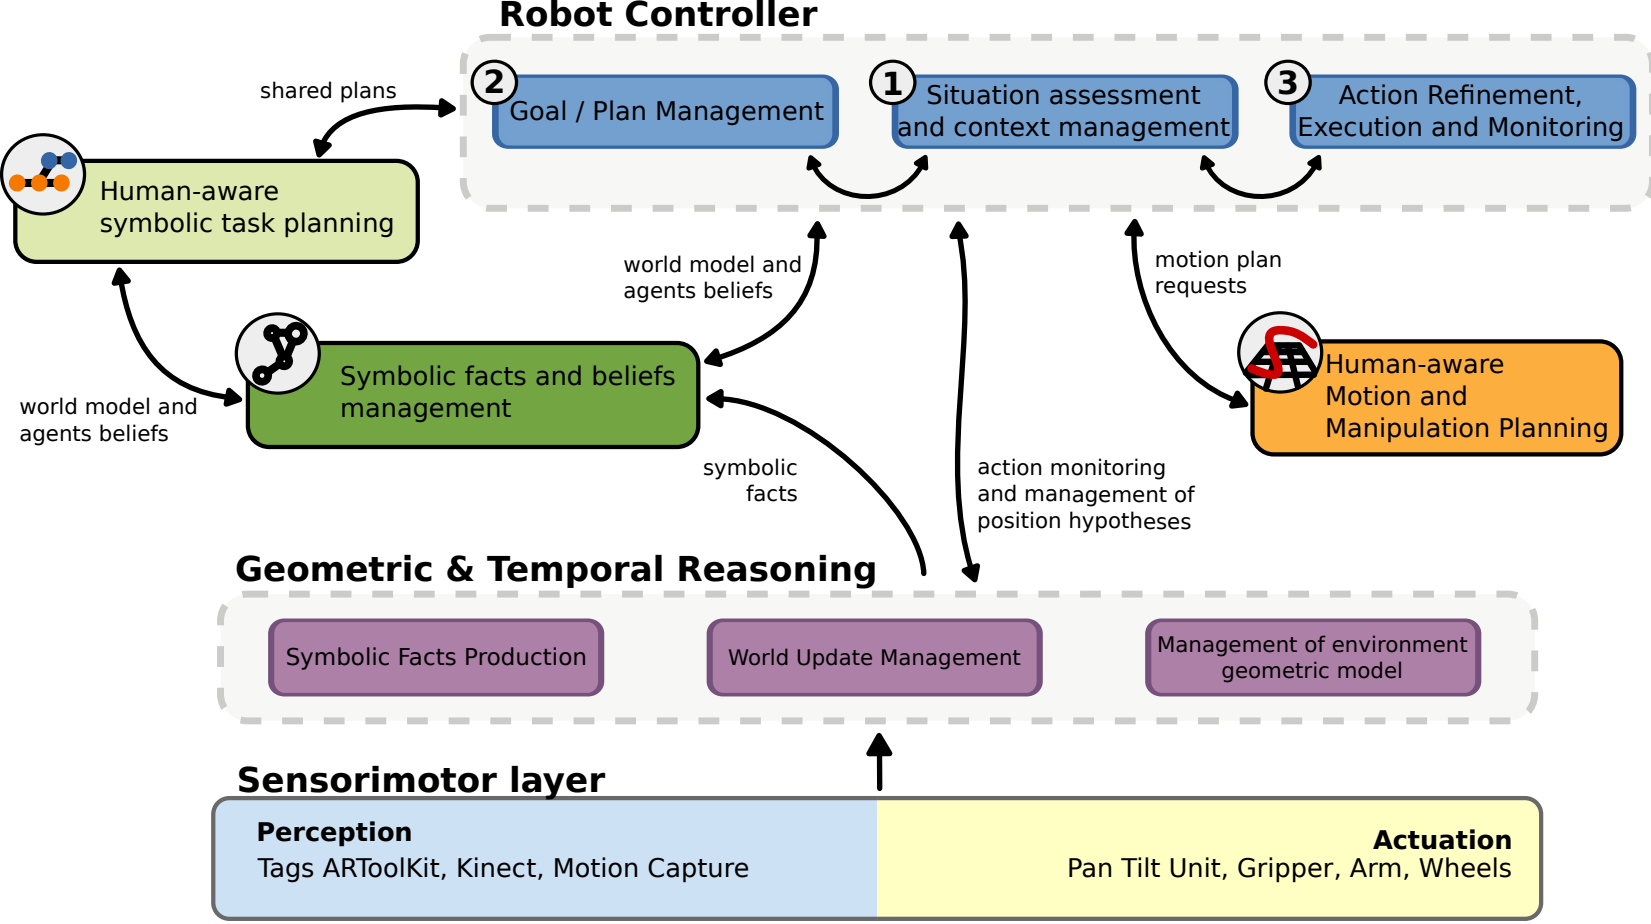 Robot Controller
shared plans
2
Goal / Plan Management
1
Situation assessment
and context management
3
Action Refinement,
Execution and Monitoring
Human-aware
symbolic task planning
world model and
agents beliefs
motion plan
requests
Symbolic facts and beliefs
management
Human-aware
Motion and
Manipulation Planning
world model and
agents beliefs
symbolic
facts
action monitoring
and management of
position hypotheses
Geometric & Temporal Reasoning
Symbolic Facts Production
World Update Management
Management of environment
geometric model
Sensorimotor layer
Perception
Tags ARToolKit, Kinect, Motion Capture
Actuation
Pan Tilt Unit, Gripper, Arm, Wheels